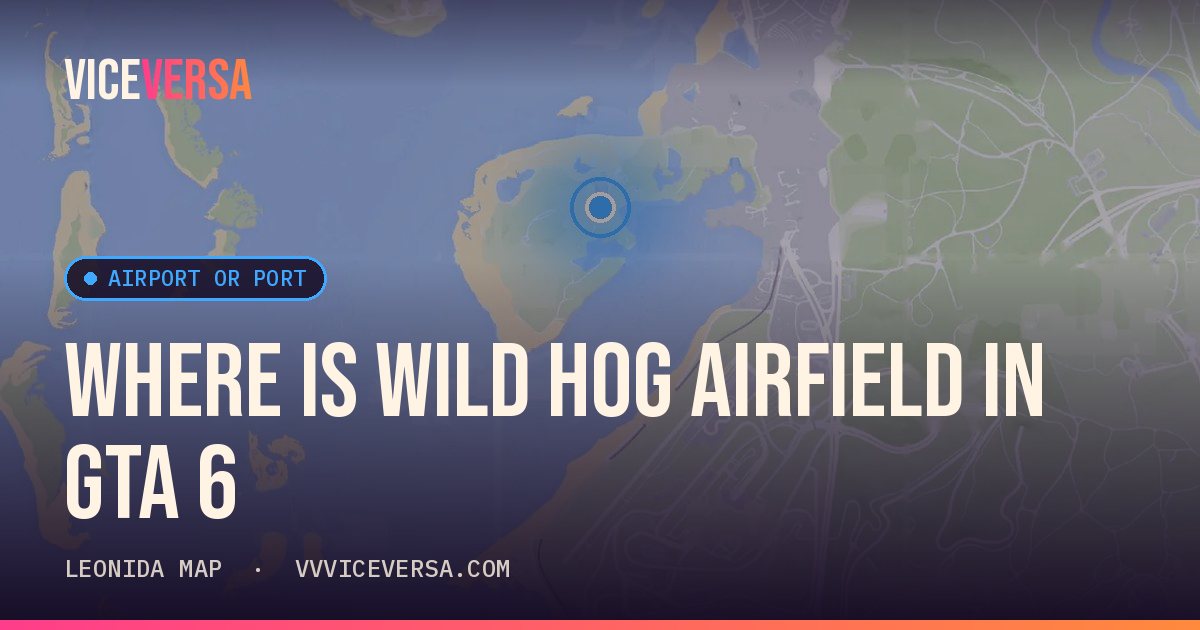 VICEVERSA
AIRPORT OR PORT
WHERE IS WILD HOG AIRFIELD IN
GTA 6
LEONIDA MAP · VVVICEVERSA.COM